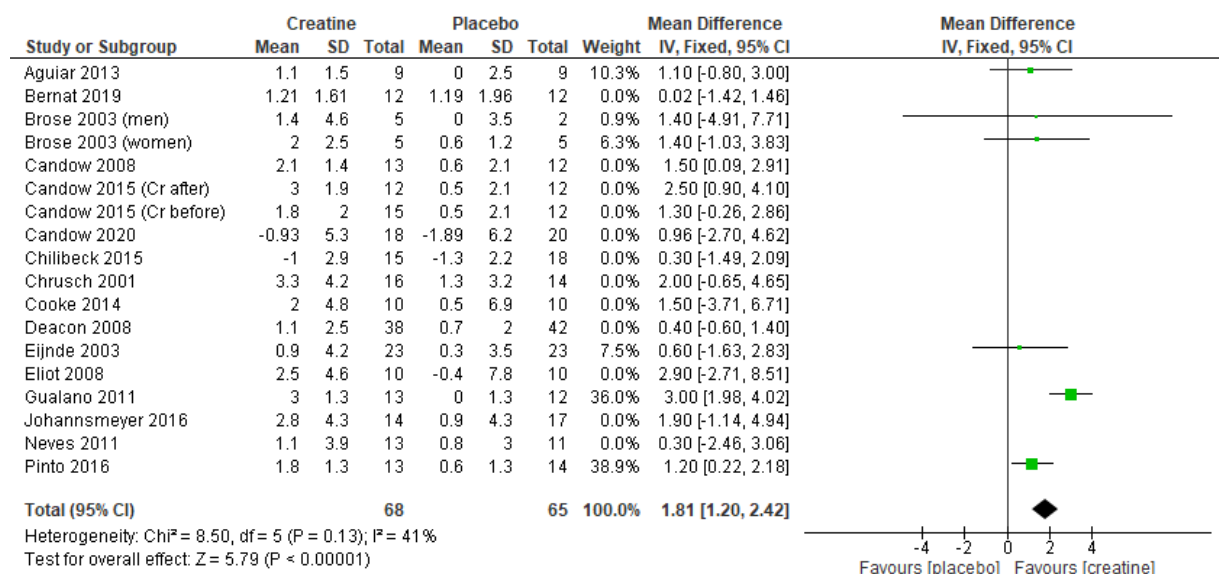 Creatine Placebo Mean Difference Mean Difference
Study or Subgroup Mean SD Total Mean SD Total Weight IV, Fixed, 95% CI IV, Fixed, 95% CI
Aguiar 2013 1.1 1.5 9 0 2.5 9 10.3% 1.10 [-0.80, 3.00]
Bernat 2019 1.21 1.61 12 1.19 1.96 12 0.0% 0.02 [-1.42, 1.46]
Brose 2003 (men) 1.4 4.6 5 0 3.5 2 0.9% 1.40 [-4.91, 7.71]
Brose 2003 (women) 2 2.5 5 0.6 1.2 5 6.3% 1.40 [-1.03, 3.83]
Candow 2008 2.1 1.4 13 0.6 2.1 12 0.0% 1.50 [0.09, 2.91]
Candow 2015 (Cr after) 3 1.9 12 0.5 2.1 12 0.0% 2.50 [0.90, 4.10]
Candow 2015 (Cr before) 1.8 2 15 0.5 2.1 12 0.0% 1.30 [-0.26, 2.86]
Candow 2020 -0.93 5.3 18 -1.89 6.2 20 0.0% 0.96 [-2.70, 4.62]
Chilibeck 2015 -1 2.9 15 -1.3 2.2 18 0.0% 0.30 [-1.49, 2.09]
Chrusch 2001 3.3 4.2 16 1.3 3.2 14 0.0% 2.00 [-0.65, 4.65]
Cooke 2014 2 4.8 10 0.5 6.9 10 0.0% 1.50 [-3.71, 6.71]
Deacon 2008 1.1 2.5 38 0.7 2 42 0.0% 0.40 [-0.60, 1.40]
Eijnde 2003 0.9 4.2 23 0.3 3.5 23 7.5% 0.60 [-1.63, 2.83]
Eliot 2008 2.5 4.6 10 -0.4 7.8 10 0.0% 2.90 [-2.71, 8.51]
Gualano 2011 3 1.3 13 0 1.3 12 36.0% 3.00 [1.98, 4.02]
Johannsmeyer 2016 2.8 4.3 14 0.9 4.3 17 0.0% 1.90 [-1.14, 4.94]
Neves 2011 1.1 3.9 13 0.8 3 11 0.0% 0.30 [-2.46, 3.06]
Pinto 2016 1.8 1.3 13 0.6 1.3 14 38.9% 1.20 [0.22, 2.18]
Total (95% CI) 68 65 100.0% 1.81 [1.20, 2.42]
Heterogeneity: Chi² = 8.50, df = 5 (P = 0.13); I² = 41%
Test for overall effect: Z = 5.79 (P < 0.00001)
-4 -2 0 2 4
Favours [placebo] Favours [creatine]